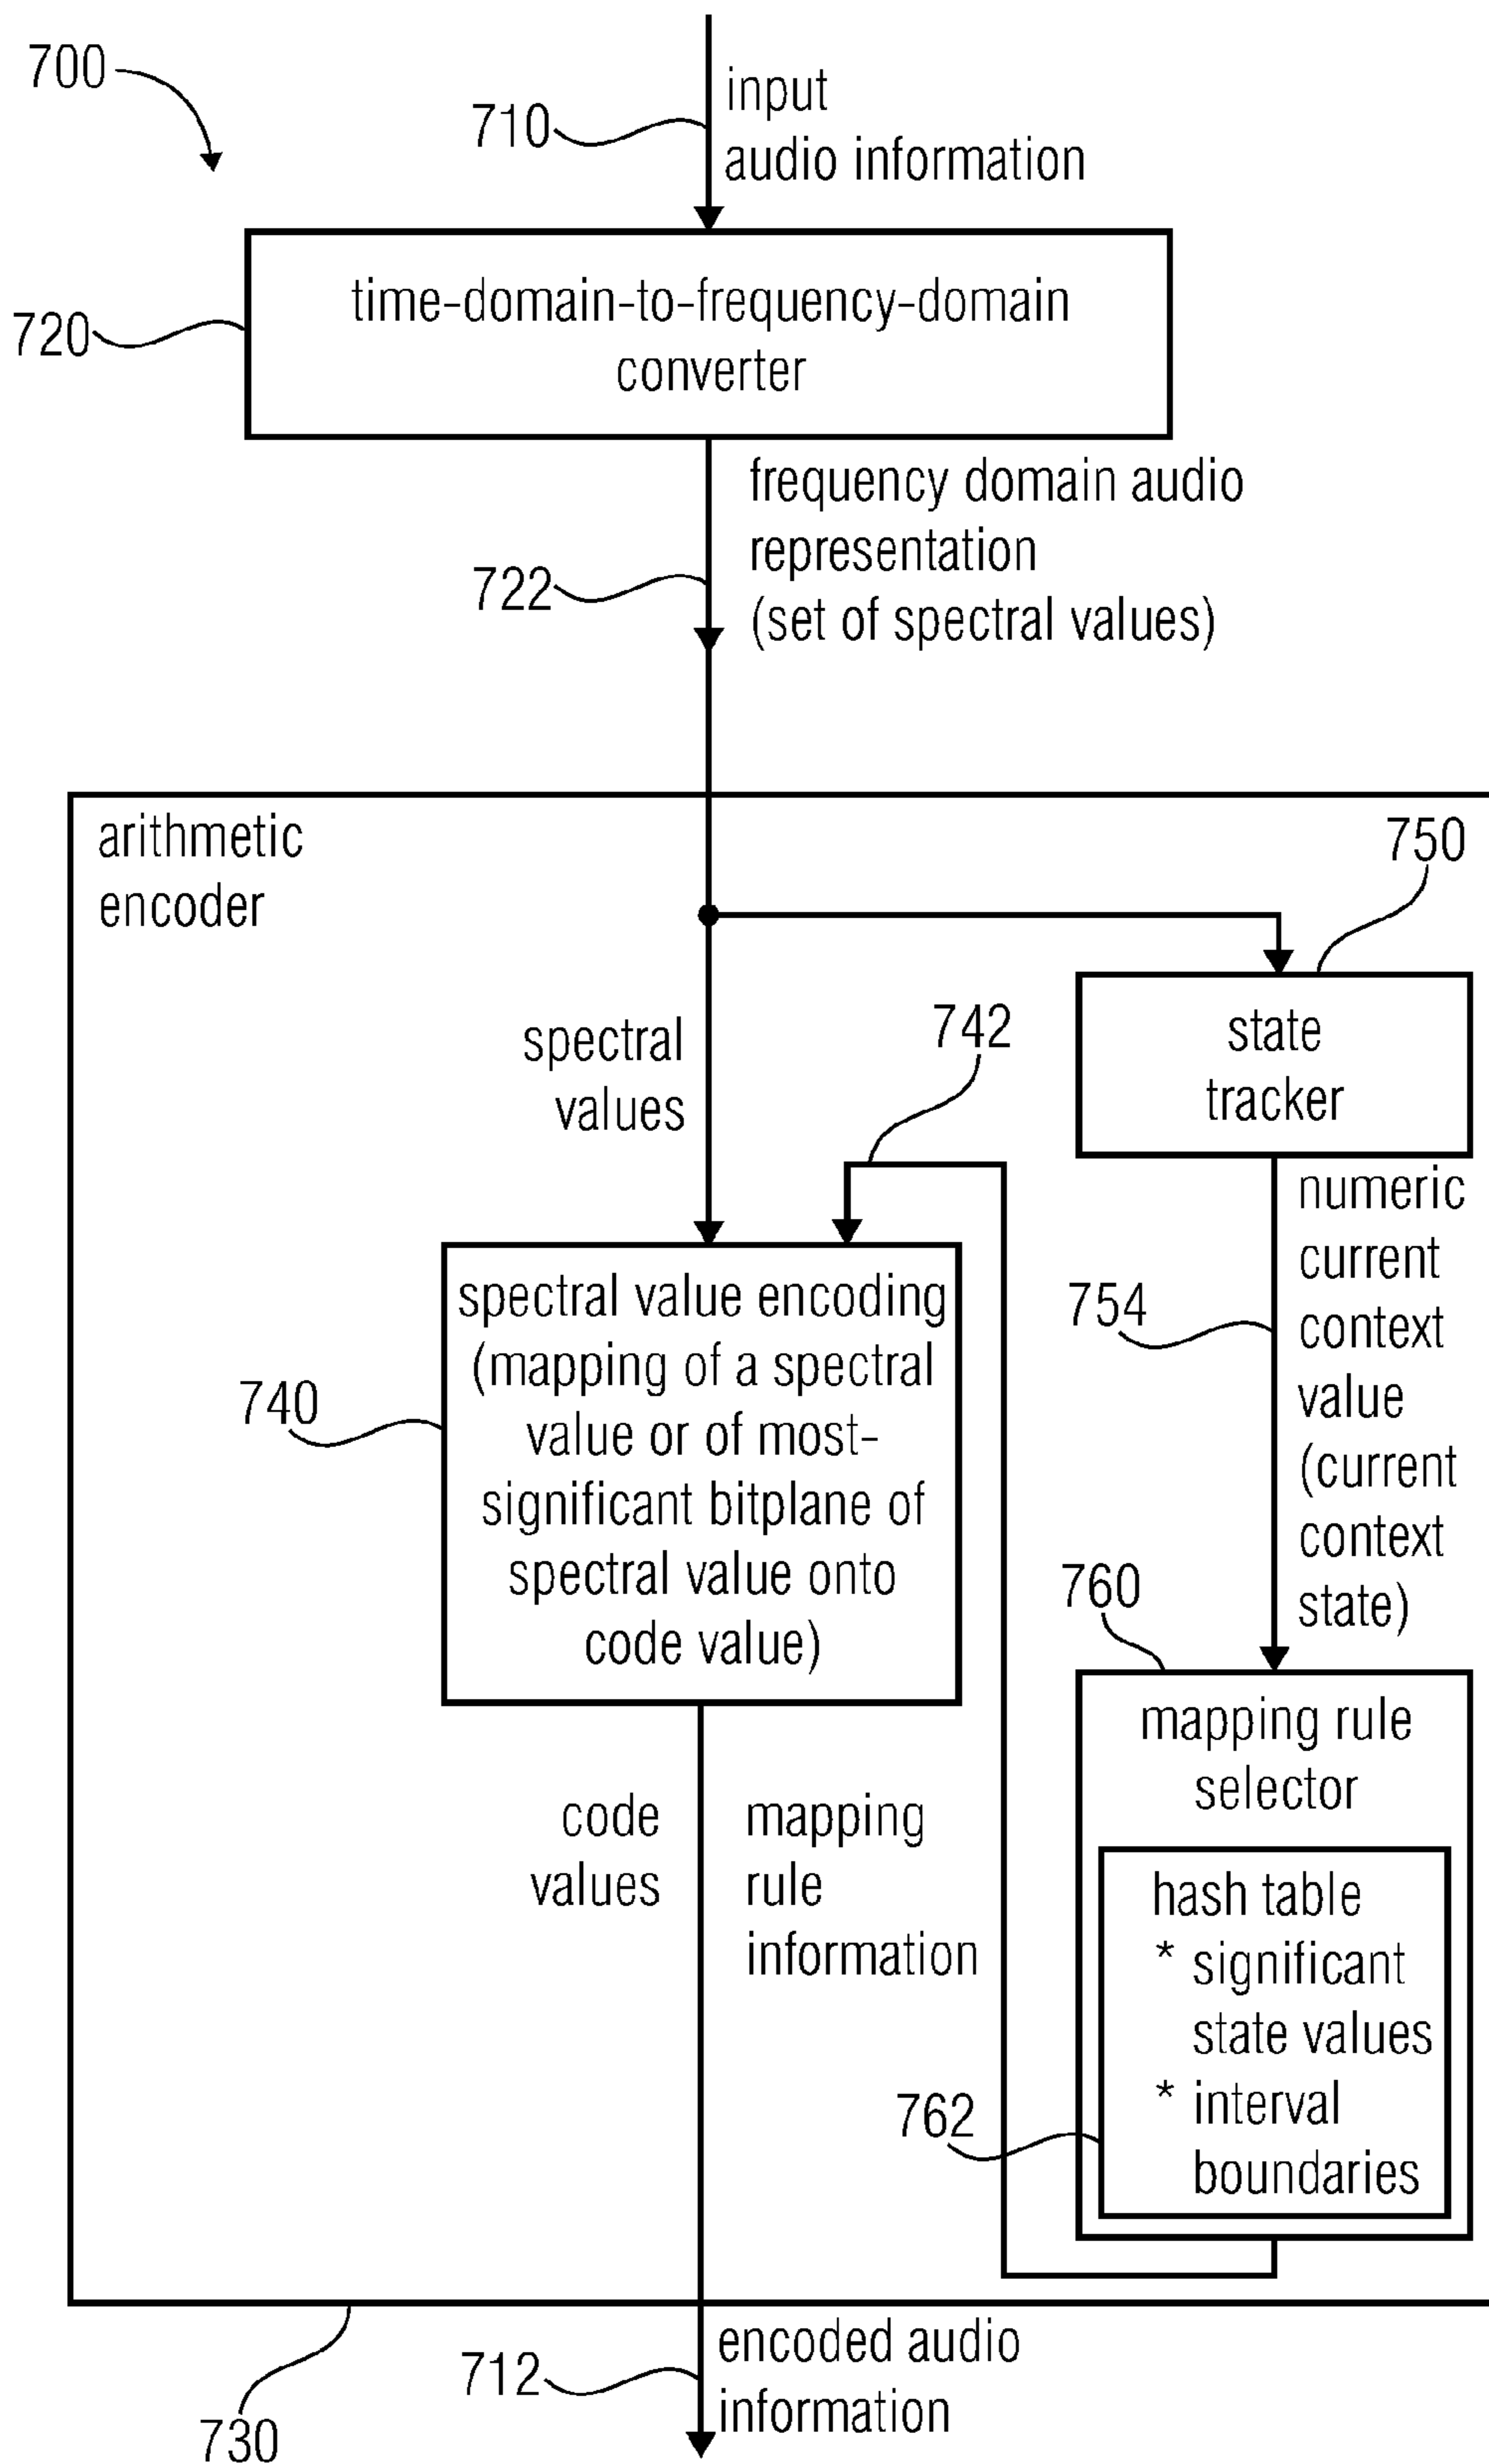 700
710
input
audio information
720
time-domain-to-frequency-domain
converter
722
frequency domain audio
representation
(set of spectral values)
arithmetic
encoder
750
spectral
values
742
state
tracker
754
numeric
current
context
value
(current
context
state)
740
spectral value encoding
(mapping of a spectral
value or of most-
significant bitplane of
spectral value onto
code value)
760
mapping rule
selector
code
values
mapping
rule
information
762
hash table
* significant
state values
* interval
boundaries
730
712
encoded audio
information